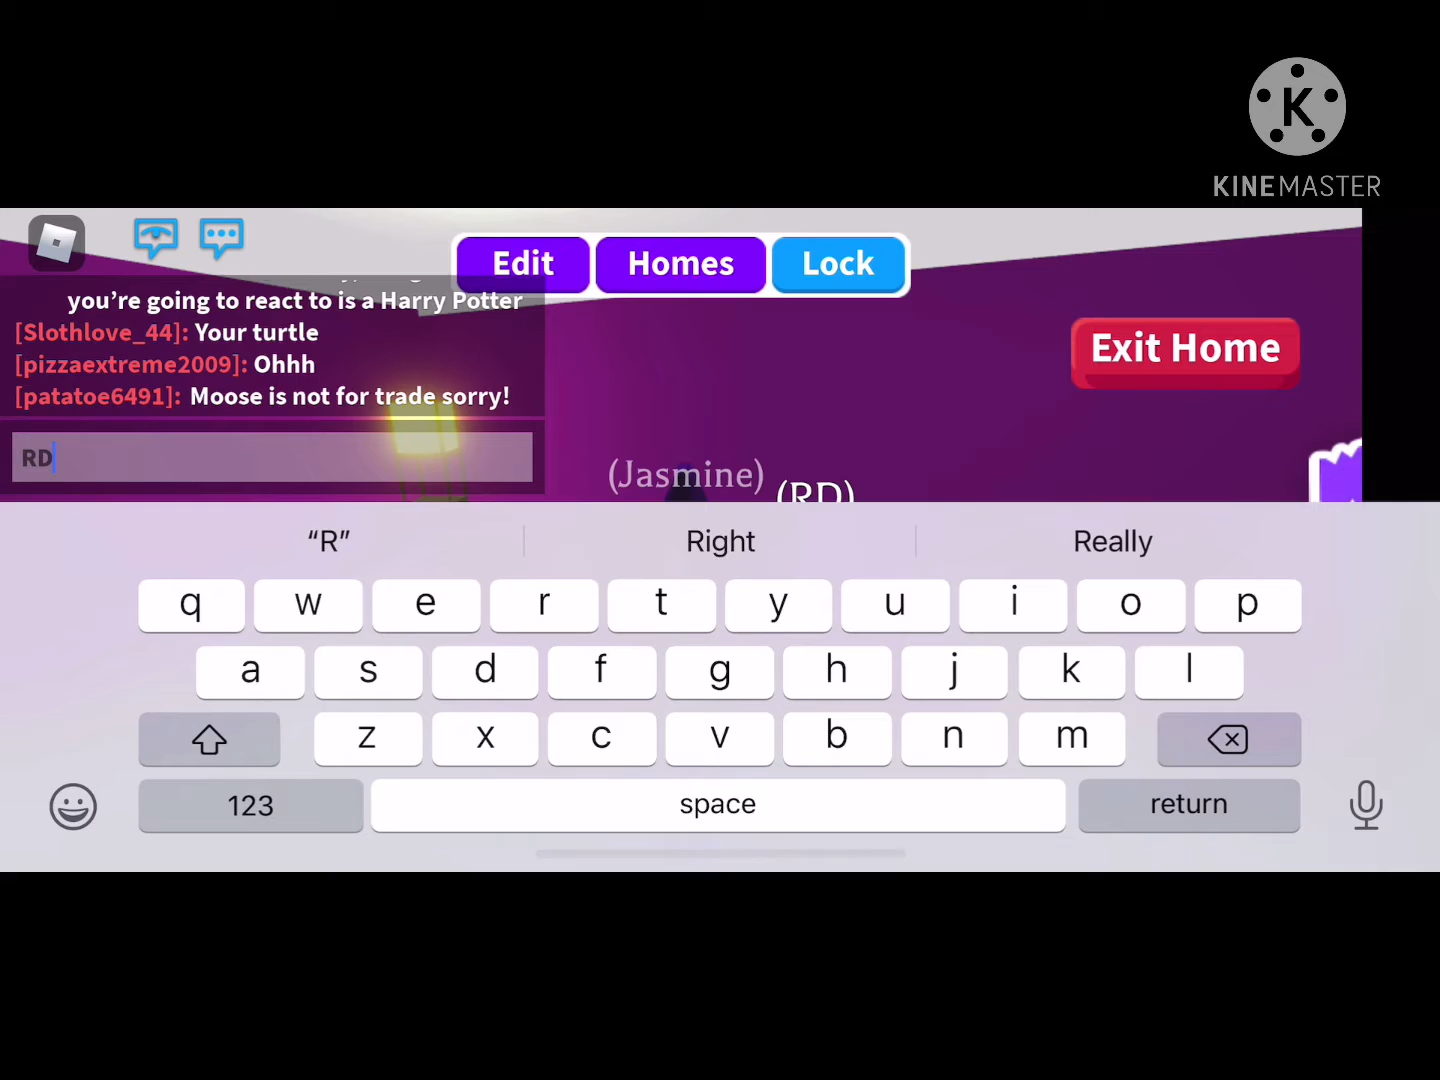 K
KINEMASTER
Edit Homes Lock
you’re going to react to is a Harry Potter
[Slothlove_44]: Your turtle
[pizzaextreme2009]: Ohhh
[patatoe6491]: Moose is not for trade sorry!
Exit Home
RD
(Jasmine)
(RD)
“R” Right Really
q w e r t y u i o p
a s d f g h j k l
z x c v b n m
123 space return